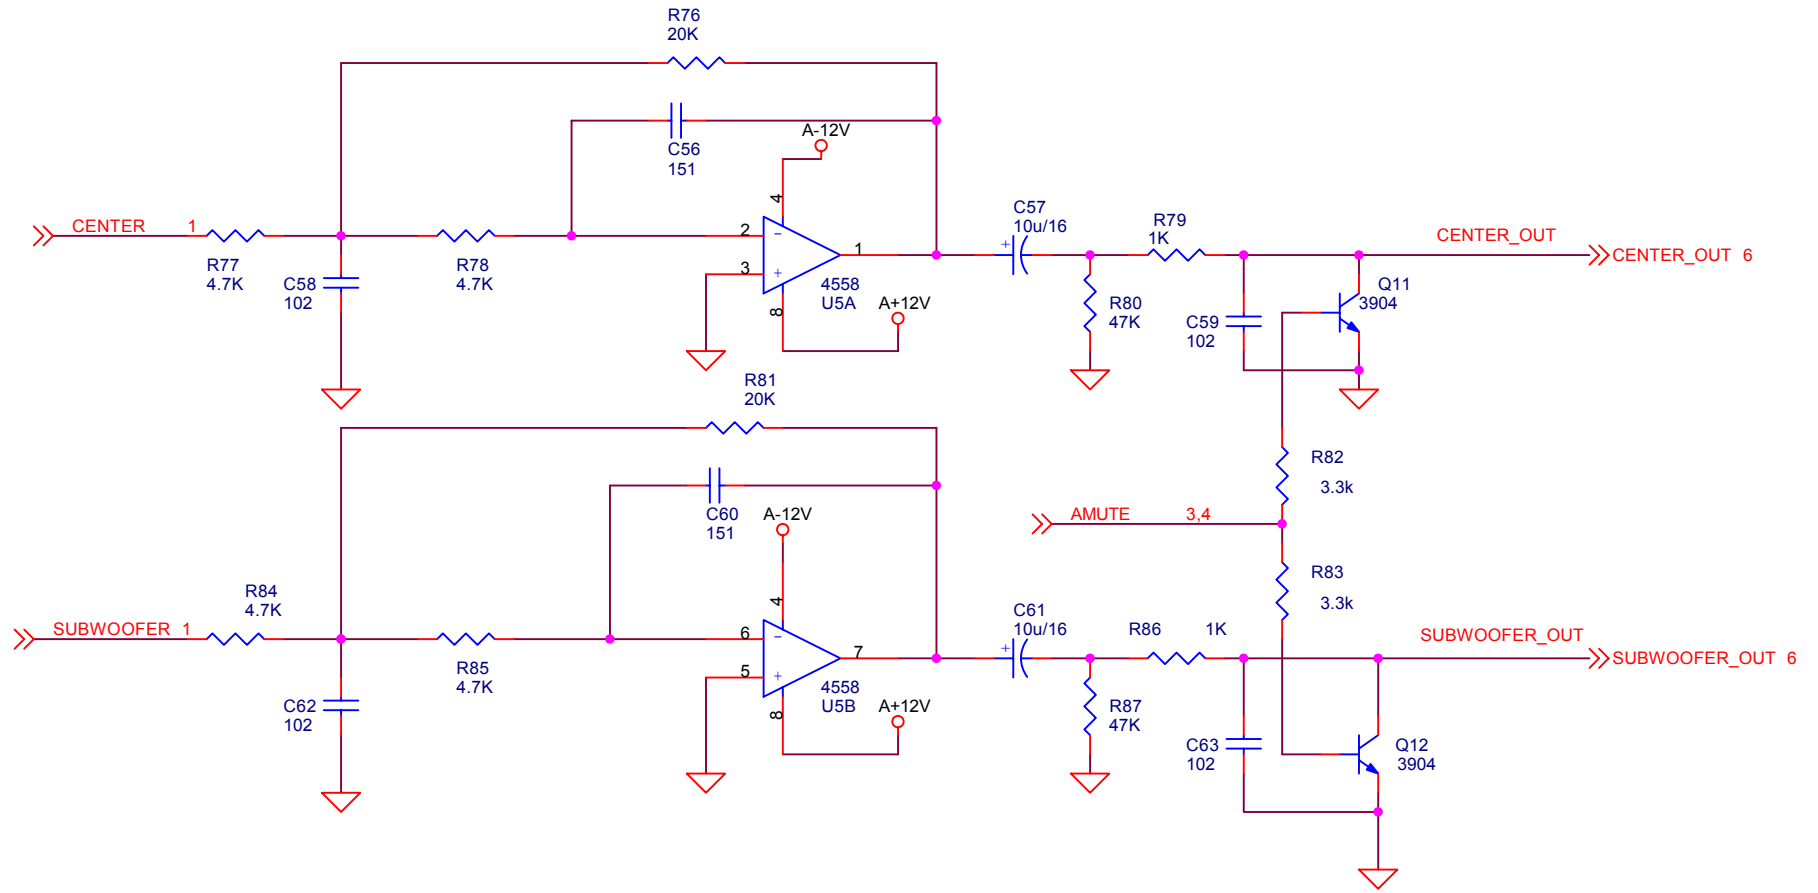 R76
20K
C56
151
A-12V
4
CENTER 1
R77
4.7K
C58
102
R78
4.7K
2
3
1
8
4558
U5A
A+12V
C57
10u/16
R79
1K
R80
47K
CENTER_OUT
CENTER_OUT 6
C59
102
Q11
3904
R81
20K
C60
151
A-12V
4
R82
3.3k
AMUTE 3,4
R83
3.3k
SUBWOOFER 1
R84
4.7K
C62
102
R85
4.7K
6
5
7
8
4558
U5B
A+12V
C61
10u/16
R86 1K
R87
47K
SUBWOOFER_OUT
SUBWOOFER_OUT 6
C63
102
Q12
3904